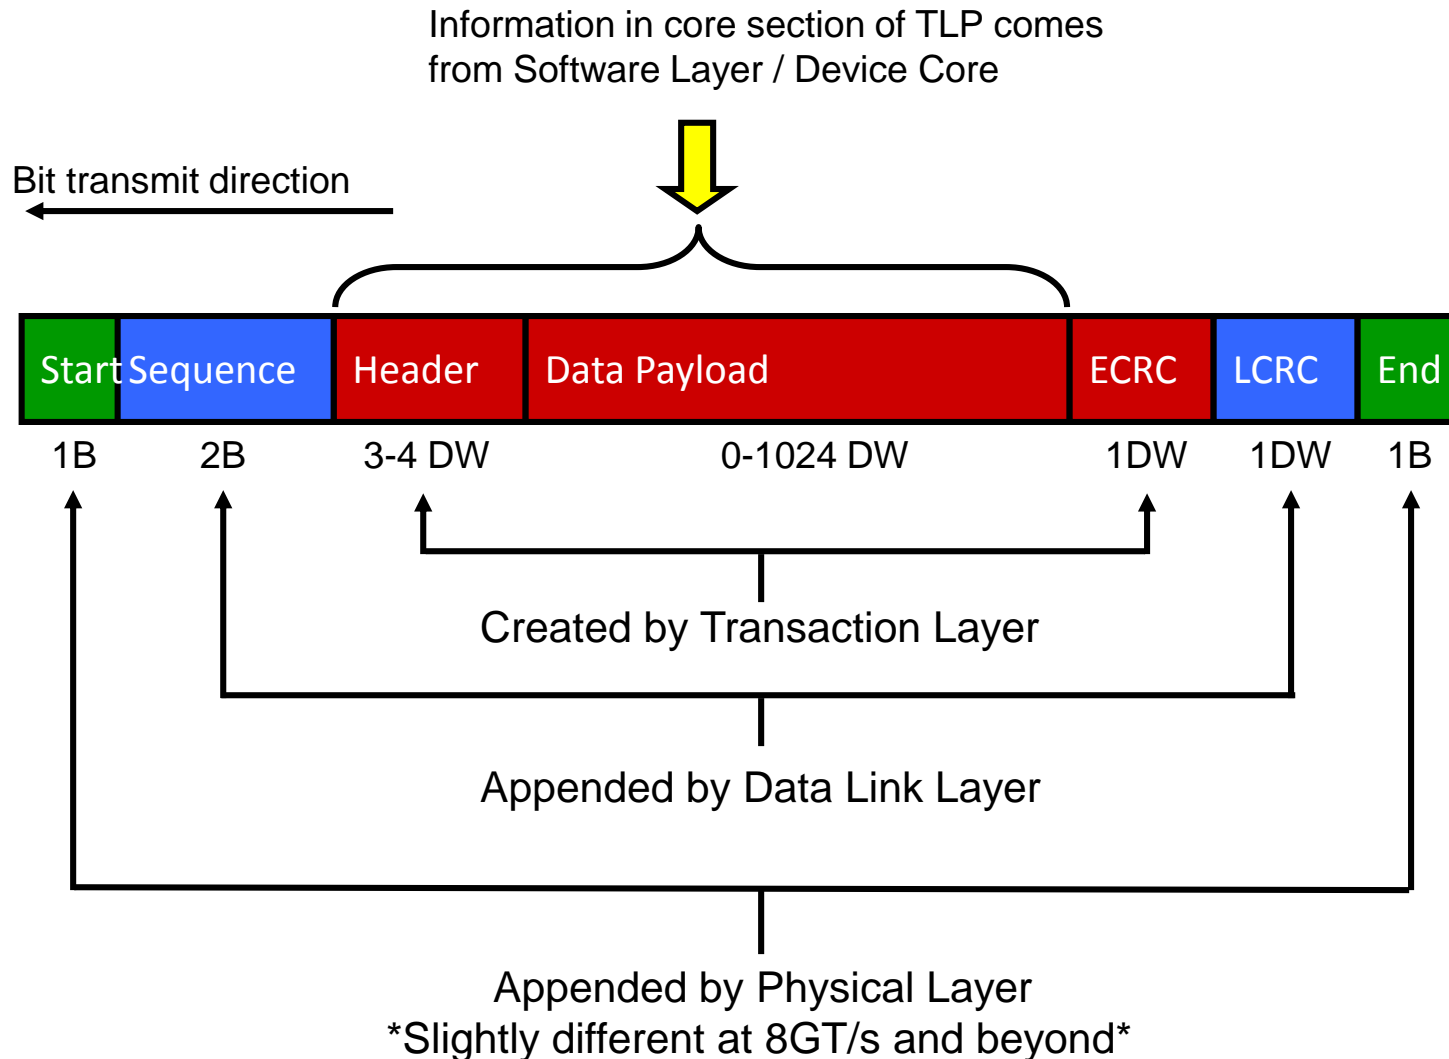 Information in core section of TLP comes
from Software Layer / Device Core
Bit transmit direction
Start Sequence Header Data Payload ECRC LCRC End
1B 2B 3-4 DW 0-1024 DW 1DW 1DW 1B
Created by Transaction Layer
Appended by Data Link Layer
Appended by Physical Layer
*Slightly different at 8GT/s and beyond*